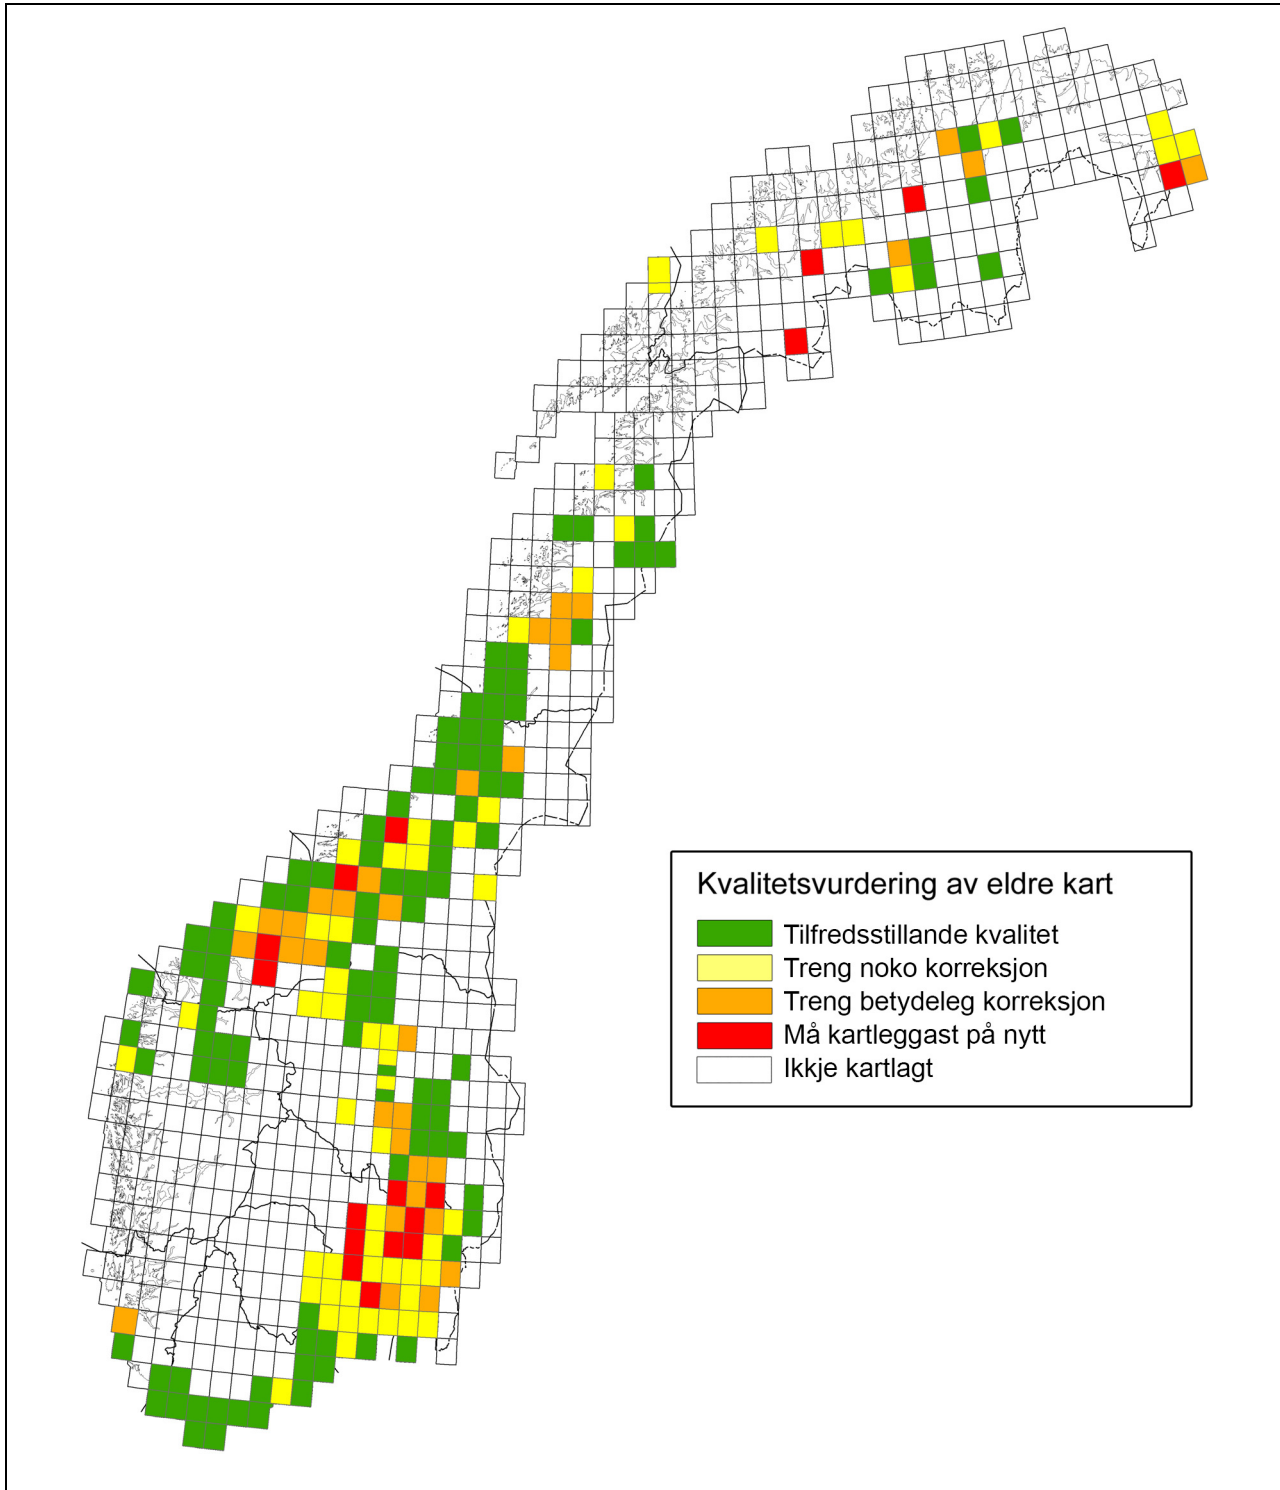 Kvalitetsvurdering av eldre kart
Tilfredsstillande kvalitet
Treng noko korreksjon
Treng betydeleg korreksjon
Må kartleggast på nytt
Ikkje kartlagt